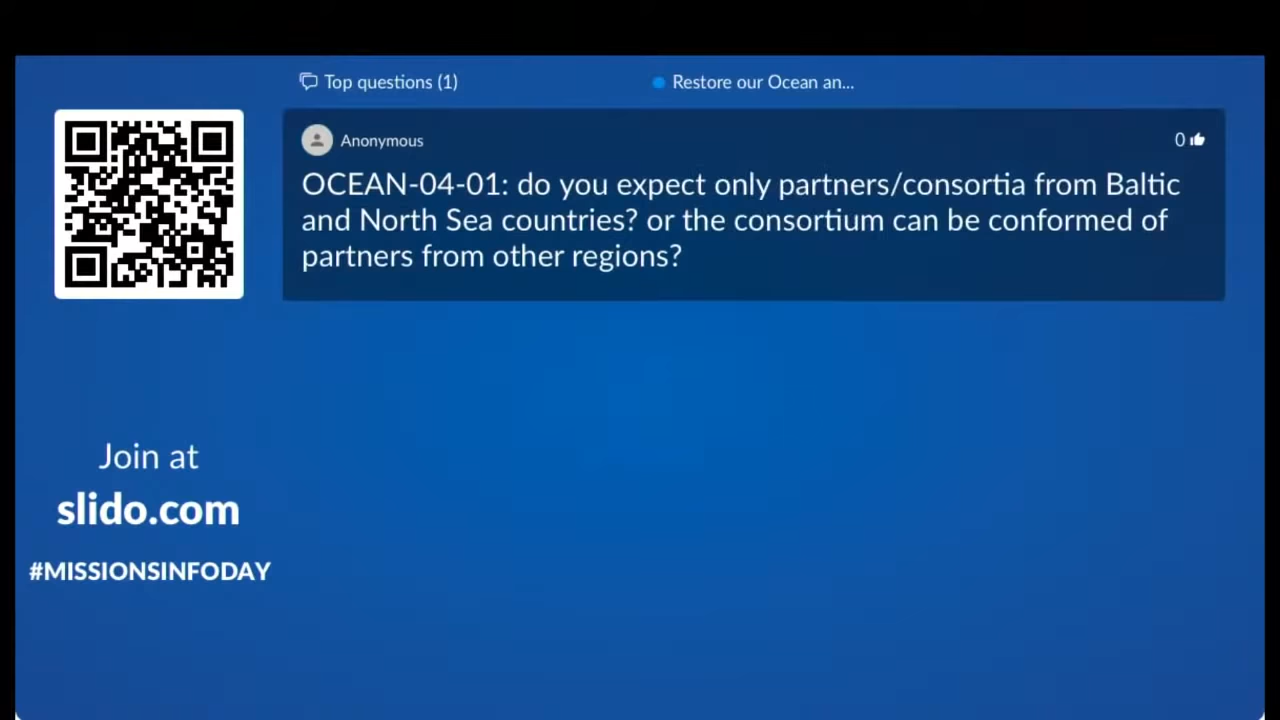 Top questions (1)
Restore our Ocean an...
Anonymous
0
OCEAN-04-01: do you expect only partners/consortia from Baltic
and North Sea countries? or the consortium can be conformed of
partners from other regions?
Join at
slido.com
#MISSIONSINFODAY